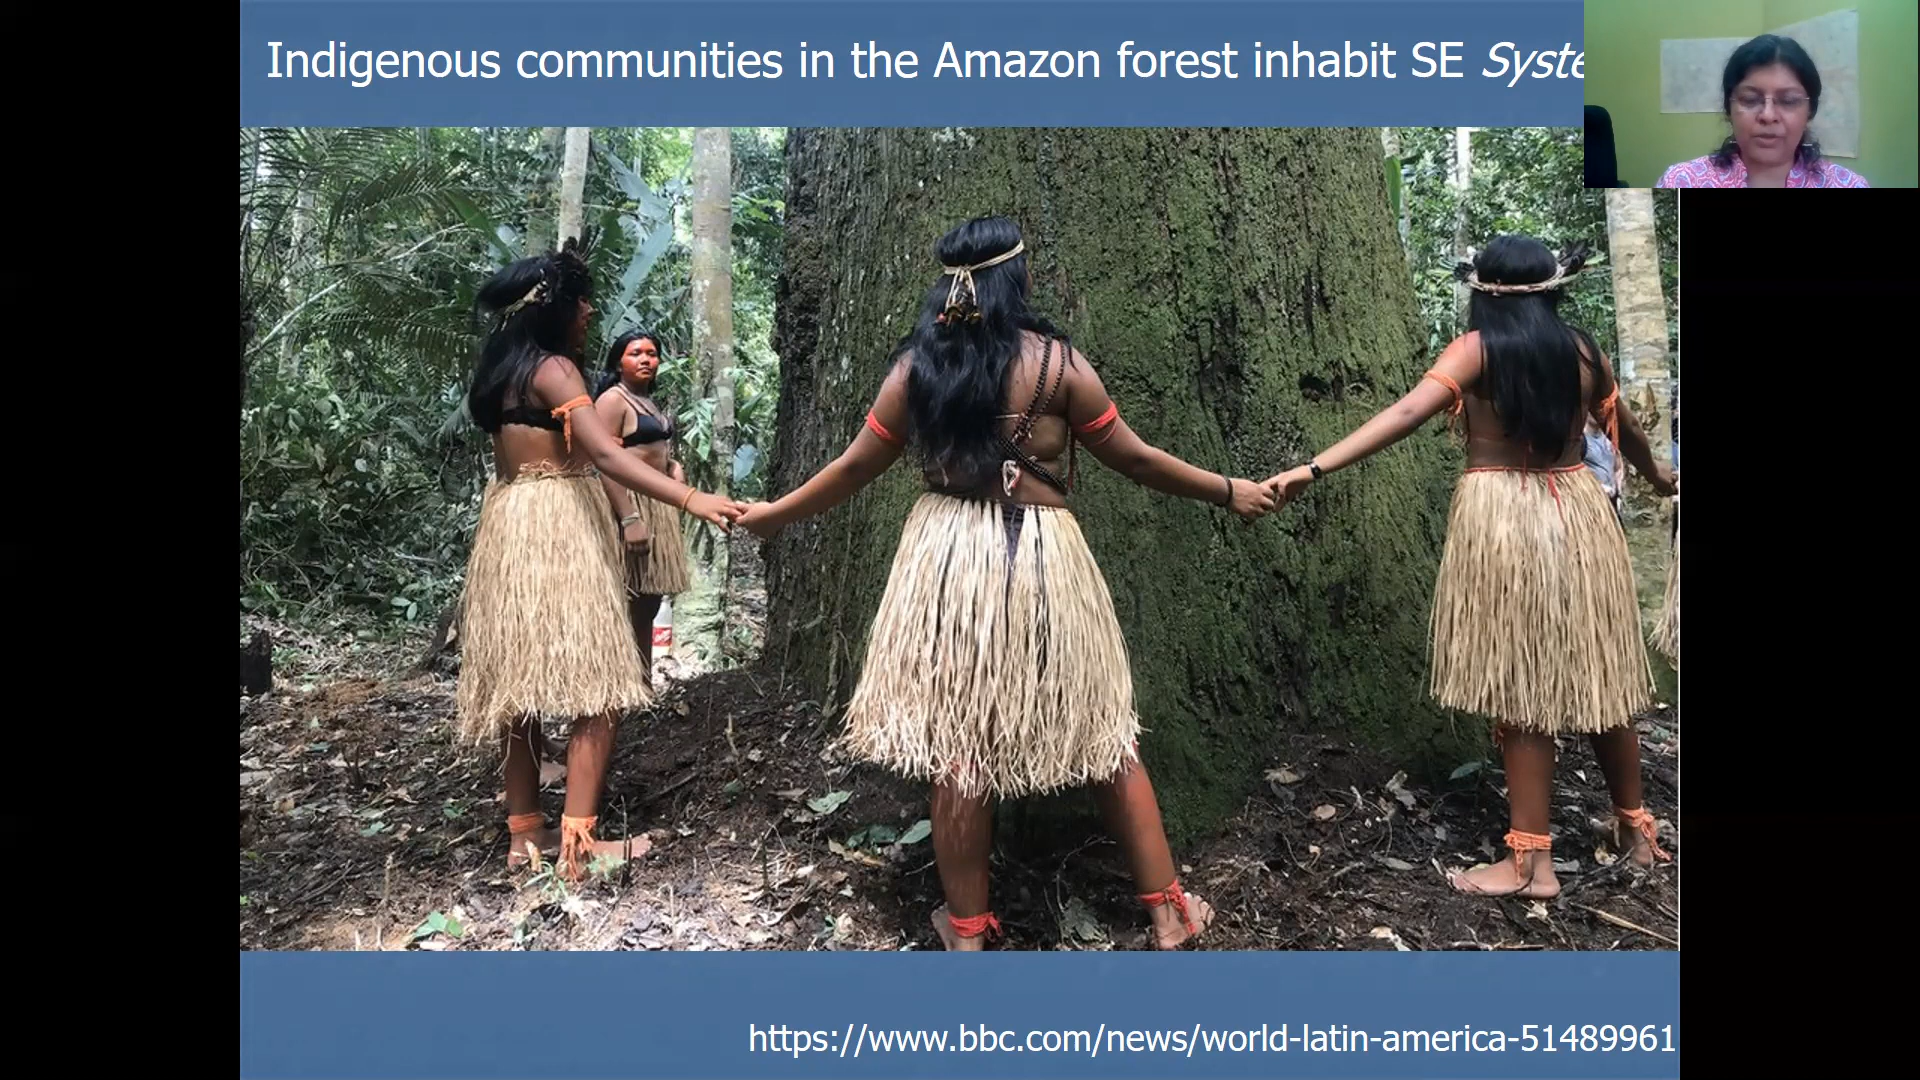 Indigenous communities in the Amazon forest inhabit SE
https://www.bbc.com/news/world-latin-america-51489961